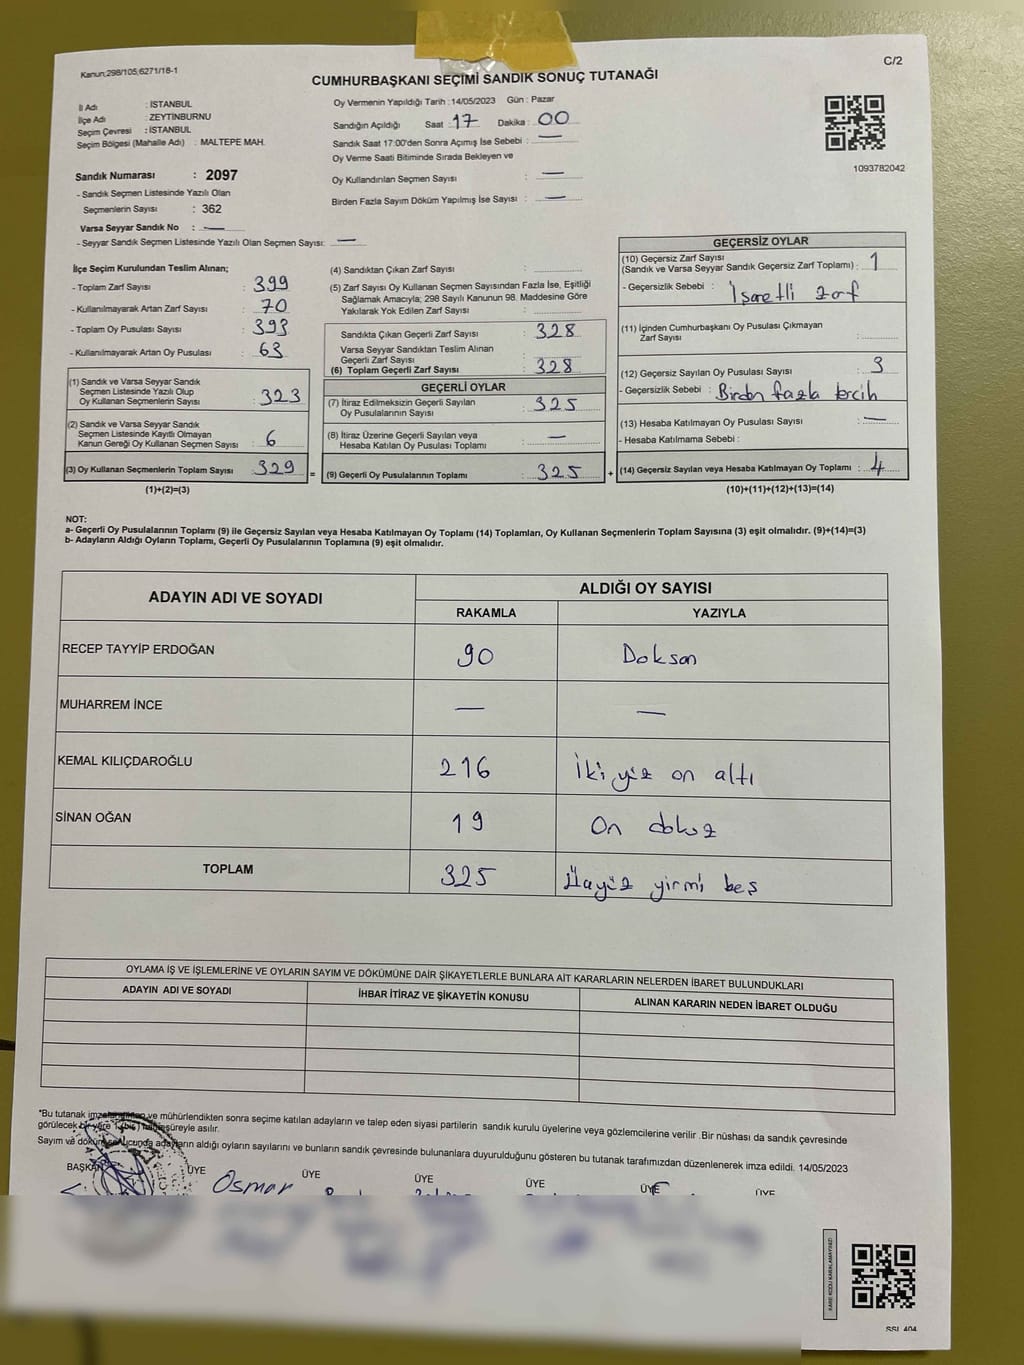 Kanun;298/105;6271/18-1
C/2
CUMHURBAŞKANI SEÇİMİ SANDIK SONUÇ TUTANAĞI
İl Adı : İSTANBUL
İlçe Adı : ZEYTİNBURNU
Seçim Çevresi : İSTANBUL
Seçim Bölgesi (Mahalle Adı) : MALTEPE MAH.
Sandık Numarası : 2097
- Sandık Seçmen Listesinde Yazılı Olan
Seçmenlerin Sayısı : 362
Varsa Seyyar Sandık No : —
- Seyyar Sandık Seçmen Listesinde Yazılı Olan Seçmen Sayısı: —
Oy Vermenin Yapıldığı Tarih : 14/05/2023 Gün : Pazar
Sandığın Açıldığı Saat : 17 Dakika : 00
Sandık Saat 17:00'den Sonra Açımış İse Sebebi : —
Oy Verme Saati Bitiminde Sırada Bekleyen ve
Oy Kullandırılan Seçmen Sayısı : —
Birden Fazla Sayım Döküm Yapılmış İse Sayısı : —
1093782042
İlçe Seçim Kurulundan Teslim Alınan;
- Toplam Zarf Sayısı : 399
- Kullanılmayarak Artan Zarf Sayısı : 70
- Toplam Oy Pusulası Sayısı : 393
- Kullanılmayarak Artan Oy Pusulası : 63
(1) Sandık ve Varsa Seyyar Sandık
Seçmen Listesinde Yazılı Olup
Oy Kullanan Seçmenlerin Sayısı : 323
(2) Sandık ve Varsa Seyyar Sandık
Seçmen Listesinde Kayıtlı Olmayan
Kanun Gereği Oy Kullanan Seçmen Sayısı : 6
(3) Oy Kullanan Seçmenlerin Toplam Sayısı : 329 =
(1)+(2)=(3)
(4) Sandıktan Çıkan Zarf Sayısı :
(5) Zarf Sayısı Oy Kullanan Seçmen Sayısından Fazla İse, Eşitliği
Sağlamak Amacıyla; 298 Sayılı Kanunun 98. Maddesine Göre
Yakılarak Yok Edilen Zarf Sayısı :
Sandıkta Çıkan Geçerli Zarf Sayısı : 328
Varsa Seyyar Sandıktan Teslim Alınan
Geçerli Zarf Sayısı :
(6) Toplam Geçerli Zarf Sayısı : 328
GEÇERLİ OYLAR
(7) İtiraz Edilmeksizin Geçerli Sayılan
Oy Pusulalarının Sayısı : 325
(8) İtiraz Üzerine Geçerli Sayılan veya
Hesaba Katılan Oy Pusulası Toplamı : —
(9) Geçerli Oy Pusulalarının Toplamı : 325 +
GEÇERSİZ OYLAR
(10) Geçersiz Zarf Sayısı
(Sandık ve Varsa Seyyar Sandık Geçersiz Zarf Toplamı) : 1
- Geçersizlik Sebebi : İşaretli zarf
(11) İçinden Cumhurbaşkanı Oy Pusulası Çıkmayan
Zarf Sayısı :
(12) Geçersiz Sayılan Oy Pusulası Sayısı : 3
- Geçersizlik Sebebi : Birden fazla tercih
(13) Hesaba Katılmayan Oy Pusulası Sayısı : —
- Hesaba Katılmama Sebebi :
(14) Geçersiz Sayılan veya Hesaba Katılmayan Oy Toplamı : 4
(10)+(11)+(12)+(13)=(14)
NOT:
a- Geçerli Oy Pusulalarının Toplamı (9) ile Geçersiz Sayılan veya Hesaba Katılmayan Oy Toplamı (14) Toplamları, Oy Kullanan Seçmenlerin Toplam Sayısına (3) eşit olmalıdır. (9)+(14)=(3)
b- Adayların Aldığı Oyların Toplamı, Geçerli Oy Pusulalarının Toplamına (9) eşit olmalıdır.
ADAYIN ADI VE SOYADI ALDIĞI OY SAYISI
RAKAMLA YAZIYLA
RECEP TAYYİP ERDOĞAN 90 Doksan
MUHARREM İNCE — —
KEMAL KILIÇDAROĞLU 216 İki yüz on altı
SİNAN OĞAN 19 On dokuz
TOPLAM 325 Üçyüz yirmi beş
OYLAMA İŞ VE İŞLEMLERİNE VE OYLARIN SAYIM VE DÖKÜMÜNE DAİR ŞİKAYETLERLE BUNLARA AİT KARARLARIN NELERDEN İBARET BULUNDUKLARI
ADAYIN ADI VE SOYADI İHBAR İTİRAZ VE ŞİKAYETİN KONUSU ALINAN KARARIN NEDEN İBARET OLDUĞU
"Bu tutanak imzalandıktan ve mühürlendikten sonra seçime katılan adayların ve talep eden siyasi partilerin sandık kurulu üyelerine veya gözlemcilerine verilir .Bir nüshası da sandık çevresinde
görülecek bir yere 1 (bir) hafta süreyle asılır.
Sayım ve döküm sonucunda adayların aldığı oyların sayılarını ve bunların sandık çevresinde bulunanlara duyurulduğunu gösteren bu tutanak tarafımızdan düzenlenerek imza edildi. 14/05/2023
BAŞKAN ÜYE ÜYE ÜYE ÜYE ÜYE ÜYE
Osman
KARE KODU KARALAMAYINIZ!